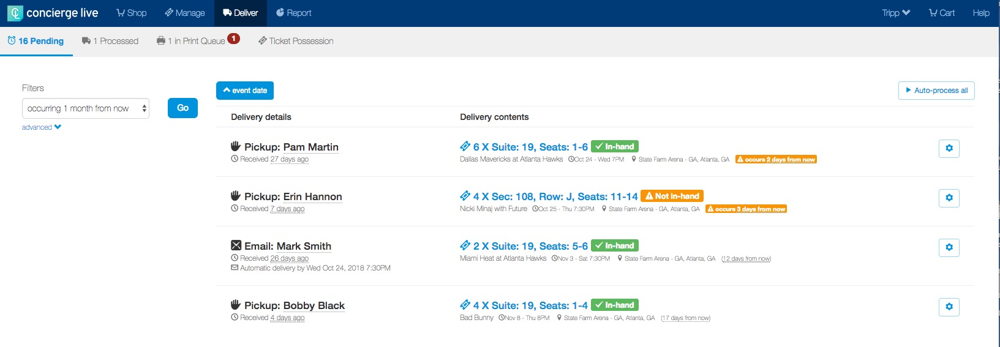 concierge live Shop Manage Deliver Report Tripp Cart Help
16 Pending 1 Processed 1 in Print Queue 1 Ticket Possession
Filters
occurring 1 month from now Go
advanced
event date Auto-process all
Delivery details Delivery contents
Pickup: Pam Martin 6 X Suite: 19, Seats: 1-6 In-hand
Received 27 days ago Dallas Mavericks at Atlanta Hawks Oct 24 - Wed 7PM State Farm Arena - GA, Atlanta, GA occurs 2 days from now
Pickup: Erin Hannon 4 X Sec: 108, Row: J, Seats: 11-14 Not in-hand
Received 7 days ago Nicki Minaj with Future Oct 25 - Thu 7:30PM State Farm Arena - GA, Atlanta, GA occurs 3 days from now
Email: Mark Smith 2 X Suite: 19, Seats: 5-6 In-hand
Received 26 days ago Miami Heat at Atlanta Hawks Nov 3 - Sat 7:30PM State Farm Arena - GA, Atlanta, GA (12 days from now)
Automatic delivery by Wed Oct 24, 2018 7:30PM
Pickup: Bobby Black 4 X Suite: 19, Seats: 1-4 In-hand
Received 4 days ago Bad Bunny Nov 8 - Thu 8PM State Farm Arena - GA, Atlanta, GA (17 days from now)